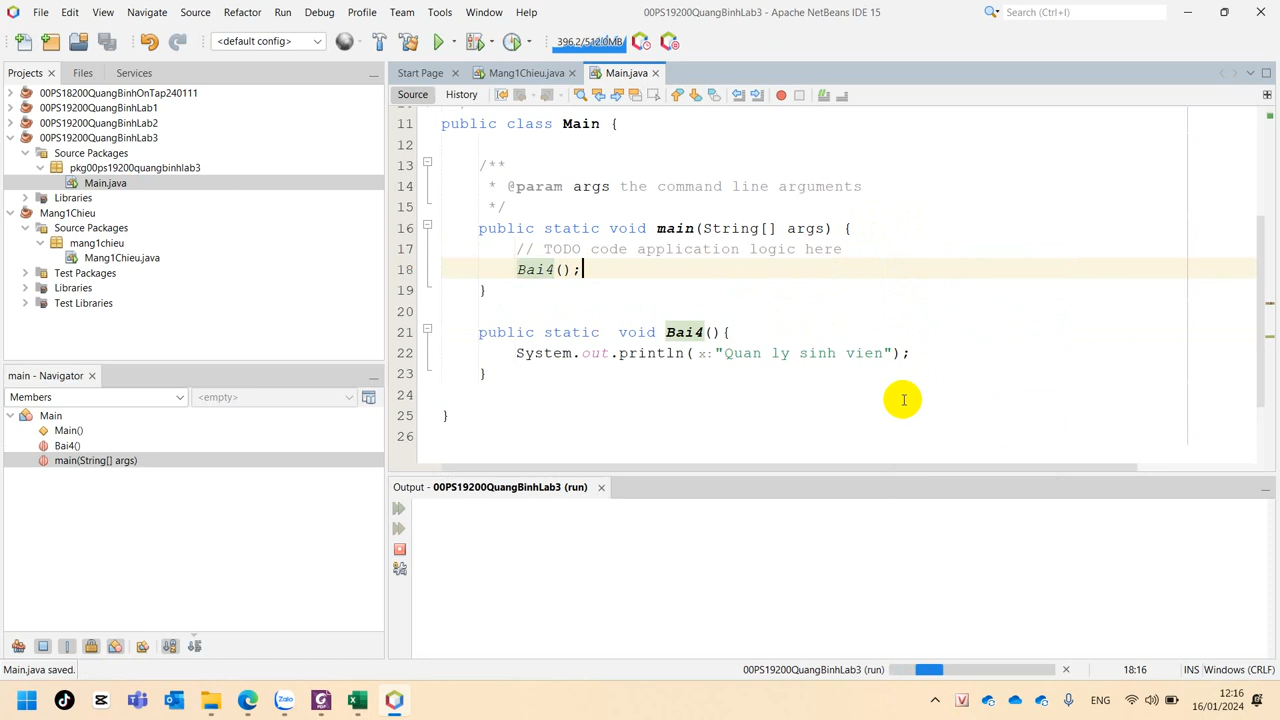 File Edit View Navigate Source Refactor Run Debug Profile Team Tools Window Help 00PS19200QuangBinhLab3 - Apache NetBeans IDE 15 Search (Ctrl+I)
<default config> 396.2/512.0MB
Projects Files Services Start Page Mang1Chieu.java Main.java
Source History
00PS18200QuangBinhOnTap240111
00PS19200QuangBinhLab1
00PS19200QuangBinhLab2
00PS19200QuangBinhLab3
Source Packages
pkg00ps19200quangbinhlab3
Main.java
Libraries
Mang1Chieu
Source Packages
mang1chieu
Mang1Chieu.java
Test Packages
Libraries
Test Libraries
11 public class Main {
12
13 /**
14 * @param args the command line arguments
15 */
16 public static void main(String[] args) {
17 // TODO code application logic here
18 Bai4();
19 }
20
21 public static void Bai4(){
22 System.out.println( x: "Quan ly sinh vien");
23 }
24
25 }
26
main - Navigator
Members <empty>
Main
Main()
Bai4()
main(String[] args)
Output - 00PS19200QuangBinhLab3 (run)
Main.java saved. 00PS19200QuangBinhLab3 (run) 18:16 INS Windows (CRLF)
Zalo ENG 12:16
16/01/2024